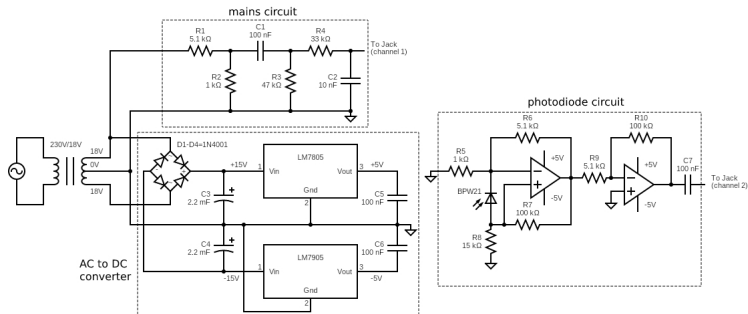 mains circuit
R1
5.1 kΩ
C1
100 nF
R4
33 kΩ
To Jack
(channel 1)
R2
1 kΩ
R3
47 kΩ
C2
10 nF
230V/18V
18V
0V
18V
D1-D4=1N4001
+15V
1
LM7805
Vin
Vout
Gnd
2
3
+5V
C3
2.2 mF
+
C5
100 nF
C4
2.2 mF
+
C6
100 nF
-15V
1
LM7905
Vin
Vout
Gnd
2
3
-5V
AC to DC
converter
photodiode circuit
R6
5.1 kΩ
R10
100 kΩ
R5
1 kΩ
+5V
-5V
R9
5.1 kΩ
+5V
-5V
C7
100 nF
To Jack
(channel 2)
BPW21
R7
100 kΩ
R8
15 kΩ